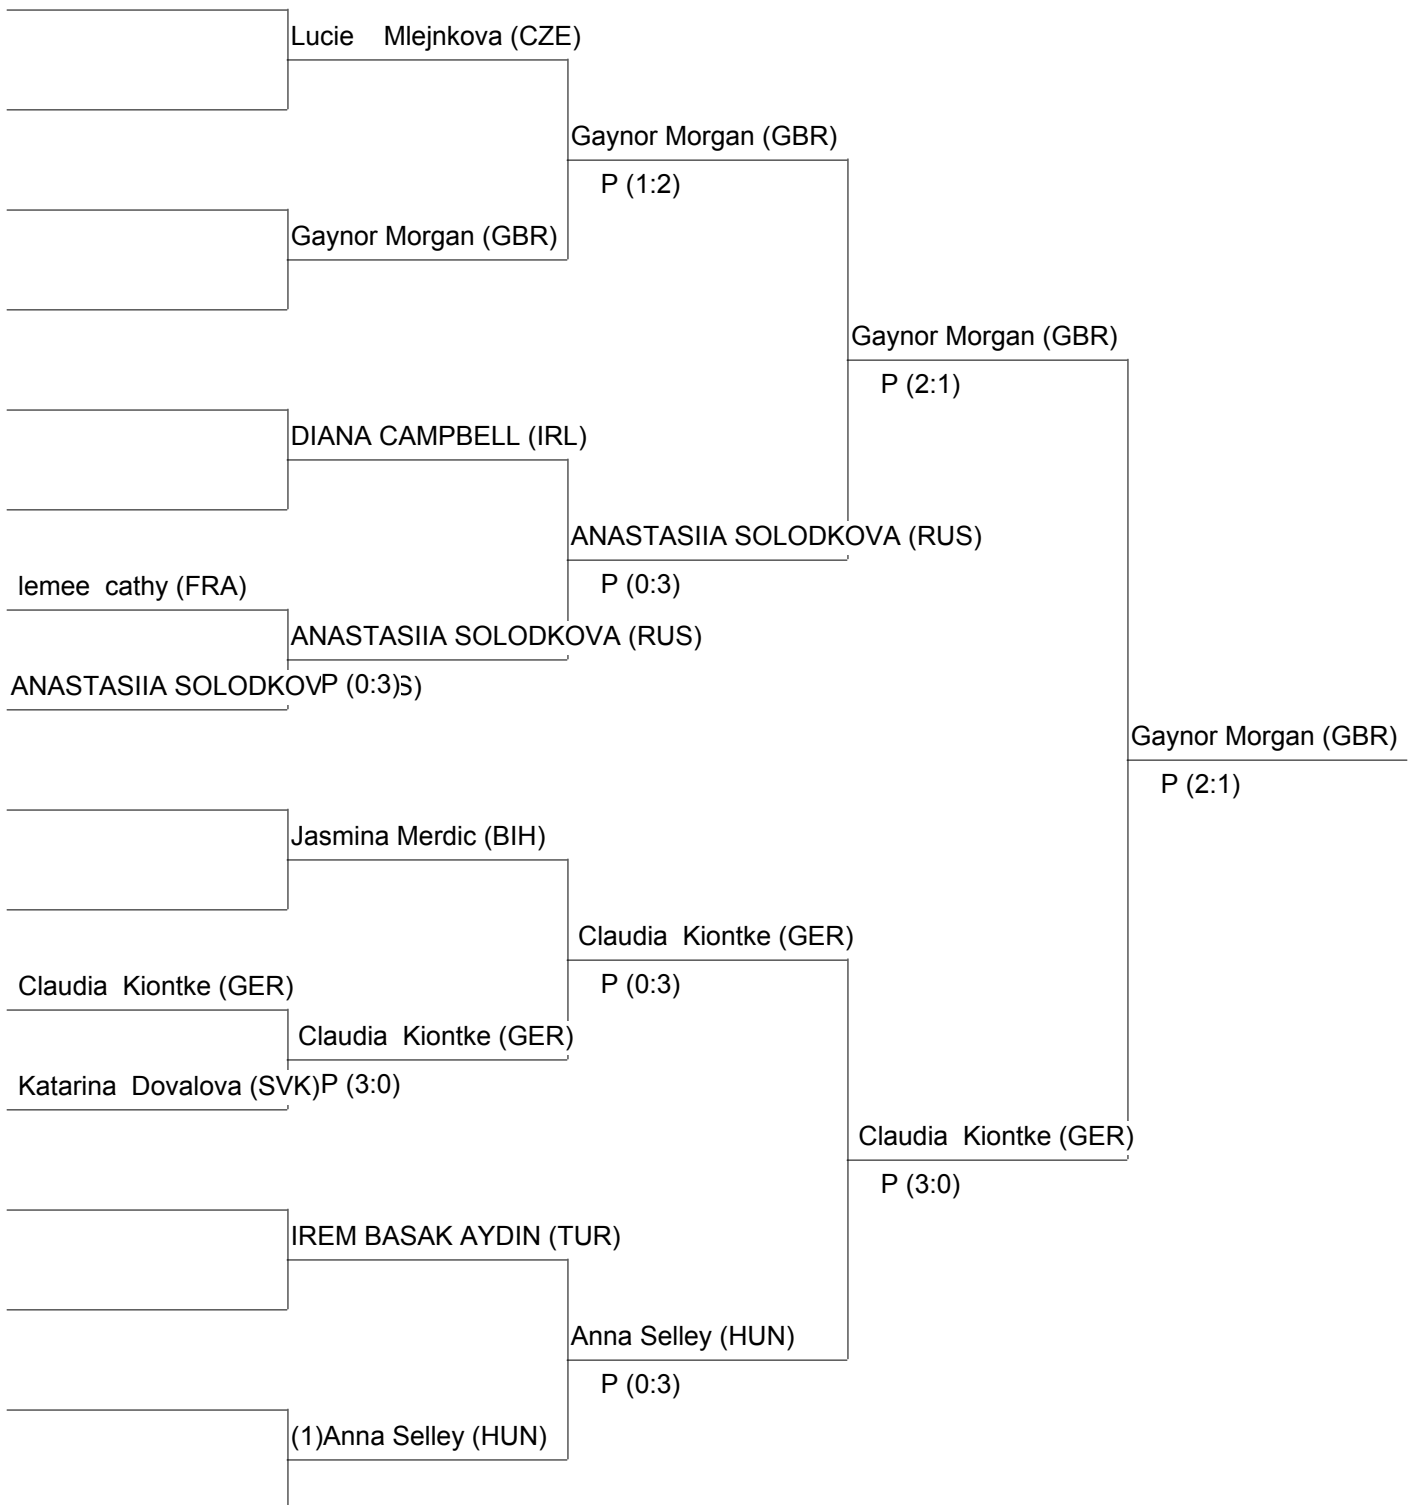 Lucie    Mlejnkova (CZE)
Gaynor Morgan (GBR)
P (1:2)
Gaynor Morgan (GBR)
Gaynor Morgan (GBR)
P (2:1)
DIANA CAMPBELL (IRL)
ANASTASIIA SOLODKOVA (RUS)
lemee  cathy (FRA)
P (0:3)
ANASTASIIA SOLODKOVA (RUS)
ANASTASIIA SOLODKOV S)
P (0:3)
Gaynor Morgan (GBR)
P (2:1)
Jasmina Merdic (BIH)
Claudia  Kiontke (GER)
Claudia  Kiontke (GER)
P (0:3)
Claudia  Kiontke (GER)
Katarina  Dovalova (SVK)
P (3:0)
Claudia  Kiontke (GER)
P (3:0)
IREM BASAK AYDIN (TUR)
Anna Selley (HUN)
P (0:3)
(1)Anna Selley (HUN)